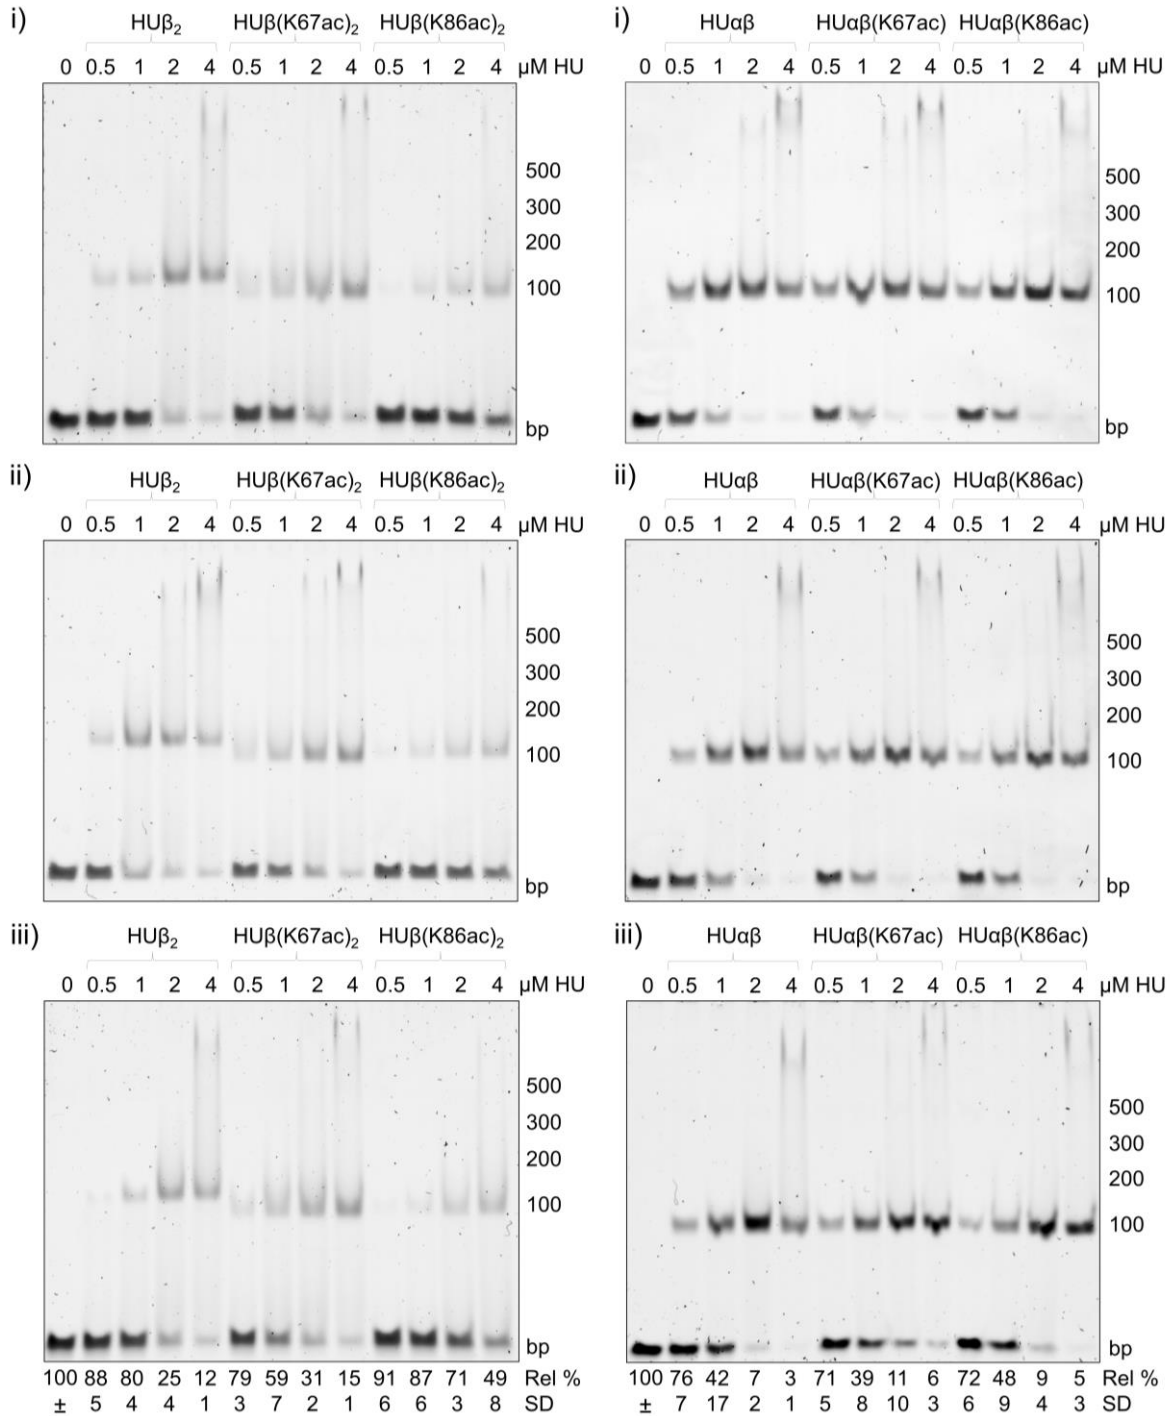 i)
HUβ₂ HUβ(K67ac)₂ HUβ(K86ac)₂
0 0.5 1 2 4 0.5 1 2 4 0.5 1 2 4 µM HU
500
300
200
100
bp
i)
HUαβ HUαβ(K67ac) HUαβ(K86ac)
0 0.5 1 2 4 0.5 1 2 4 0.5 1 2 4 µM HU
500
300
200
100
bp
ii)
HUβ₂ HUβ(K67ac)₂ HUβ(K86ac)₂
0 0.5 1 2 4 0.5 1 2 4 0.5 1 2 4 µM HU
500
300
200
100
bp
ii)
HUαβ HUαβ(K67ac) HUαβ(K86ac)
0 0.5 1 2 4 0.5 1 2 4 0.5 1 2 4 µM HU
500
300
200
100
bp
iii)
HUβ₂ HUβ(K67ac)₂ HUβ(K86ac)₂
0 0.5 1 2 4 0.5 1 2 4 0.5 1 2 4 µM HU
500
300
200
100
bp
100 88 80 25 12 79 59 31 15 91 87 71 49 Rel %
± 5 4 4 1 3 7 2 1 6 6 3 8 SD
iii)
HUαβ HUαβ(K67ac) HUαβ(K86ac)
0 0.5 1 2 4 0.5 1 2 4 0.5 1 2 4 µM HU
500
300
200
100
bp
100 76 42 7 3 71 39 11 6 72 48 9 5 Rel %
± 7 17 2 1 5 8 10 3 6 9 4 3 SD